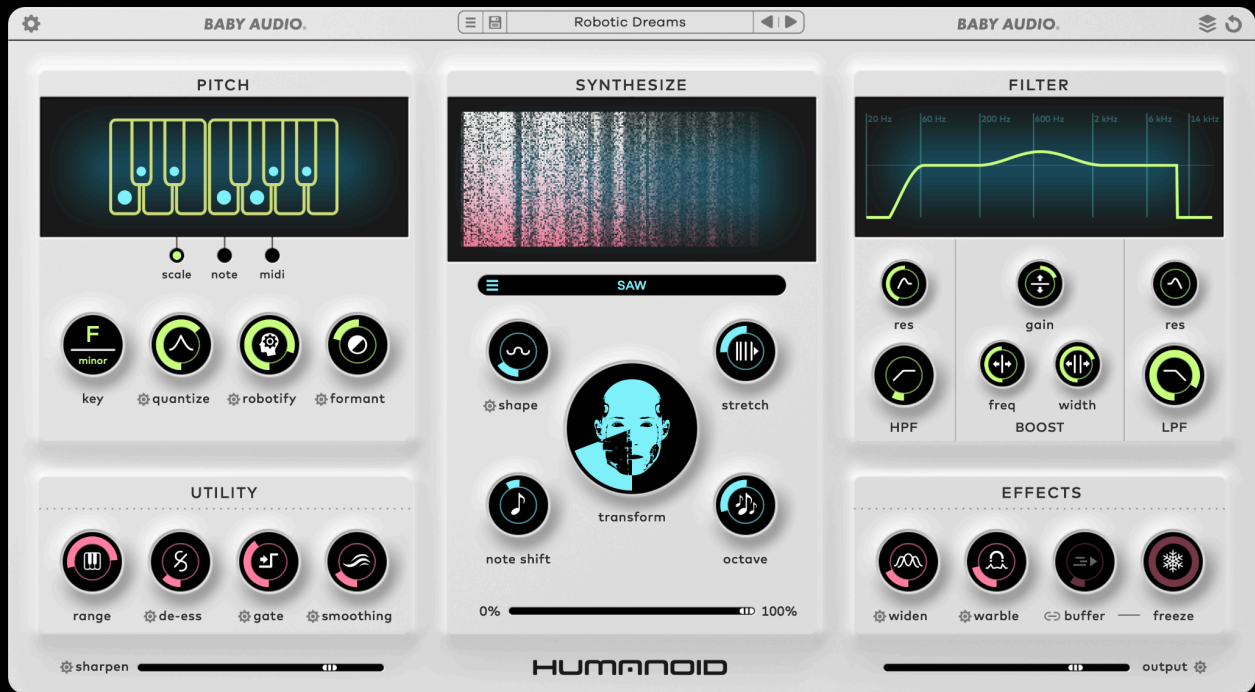 BABY AUDIO.
Robotic Dreams
BABY AUDIO.
PITCH
scale
note
midi
F
minor
key
quantize
robotify
formant
SYNTHESIZE
SAW
shape
stretch
transform
note shift
octave
0%
100%
FILTER
20 Hz
60 Hz
200 Hz
600 Hz
2 kHz
6 kHz
14 kHz
res
gain
res
freq
width
HPF
BOOST
LPF
UTILITY
range
de-ess
gate
smoothing
EFFECTS
widen
warble
buffer
freeze
sharpen
HUMANOID
output